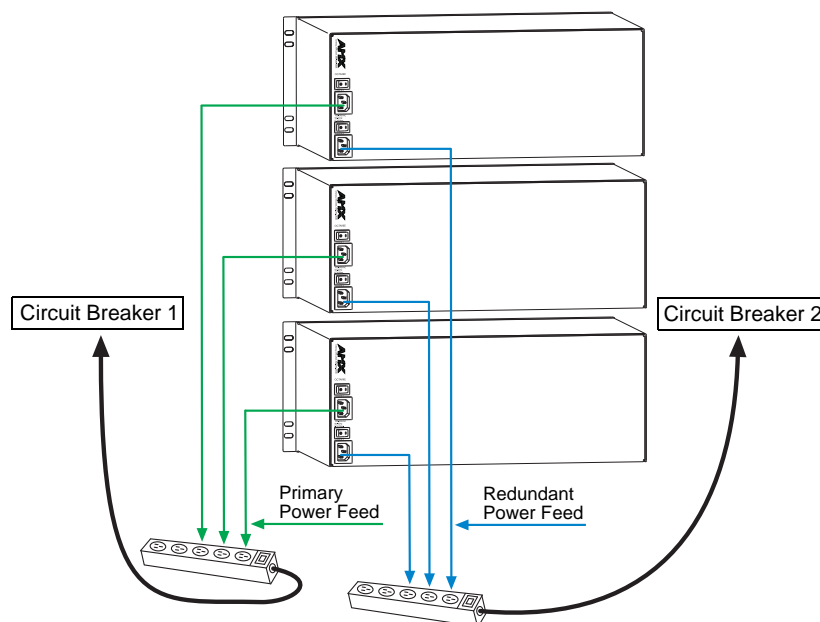 AMX
AMX
AMX
Circuit Breaker 1
Circuit Breaker 2
Primary
Power Feed
Redundant
Power Feed